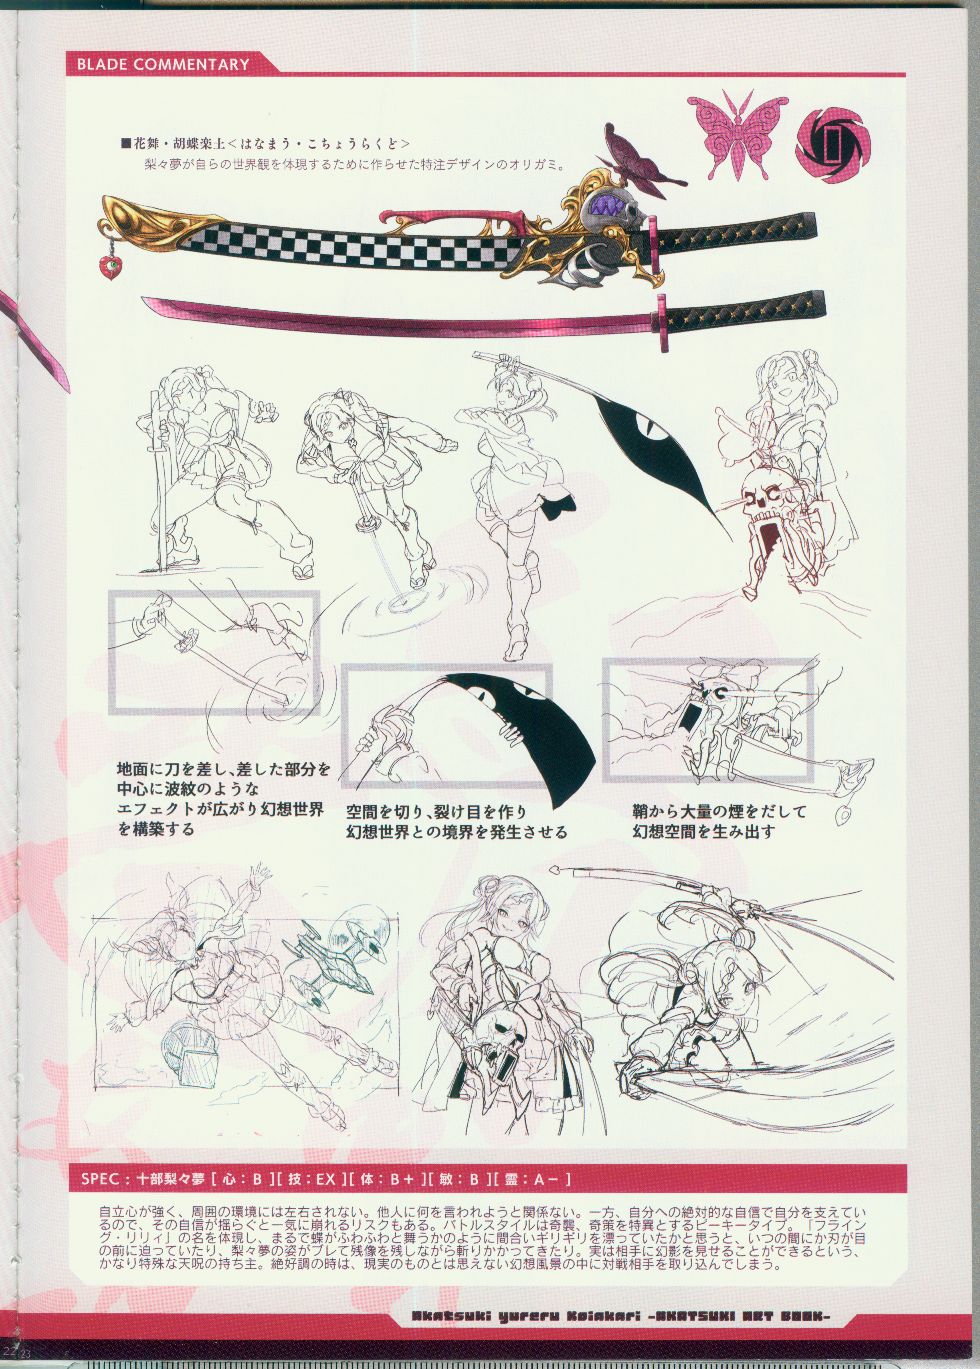 BLADE COMMENTARY
■花舞・胡蝶楽土<はなまう・こちょうらくど>
梨々夢が自らの世界観を体現するために作らせた特注デザインのオリガミ。
地面に刀を差し、差した部分を
中心に波紋のような
エフェクトが広がり幻想世界
を構築する
空間を切り、裂け目を作り
幻想世界との境界を発生させる
鞘から大量の煙をだして
幻想空間を生み出す
SPEC : 十部梨々夢 [ 心 : B ][ 技 : EX ][ 体 : B + ][ 敏 : B ][ 霊 : A − ]
自立心が強く、周囲の環境には左右されない。他人に何を言われようと関係ない。一方、自分への絶対的な自信で自分を支えてい
るので、その自信が揺らぐと一気に崩れるリスクもある。バトルスタイルは奇襲、奇策を特異とするピーキータイプ。「フライン
グ・リリィ」の名を体現し、まるで蝶がふわふわと舞うかのように間合いギリギリを漂っていたかと思うと、いつの間にか刃が目
の前に迫っていたり、梨々夢の姿がブレて残像を残しながら斬りかかってきたり。実は相手に幻影を見せることができるという、
かなり特殊な天呪の持ち主。絶好調の時は、現実のものとは思えない幻想風景の中に対戦相手を取り込んでしまう。
Akatsuki yureru Koiakari -AKATSUKI ART BOOK-
22/23